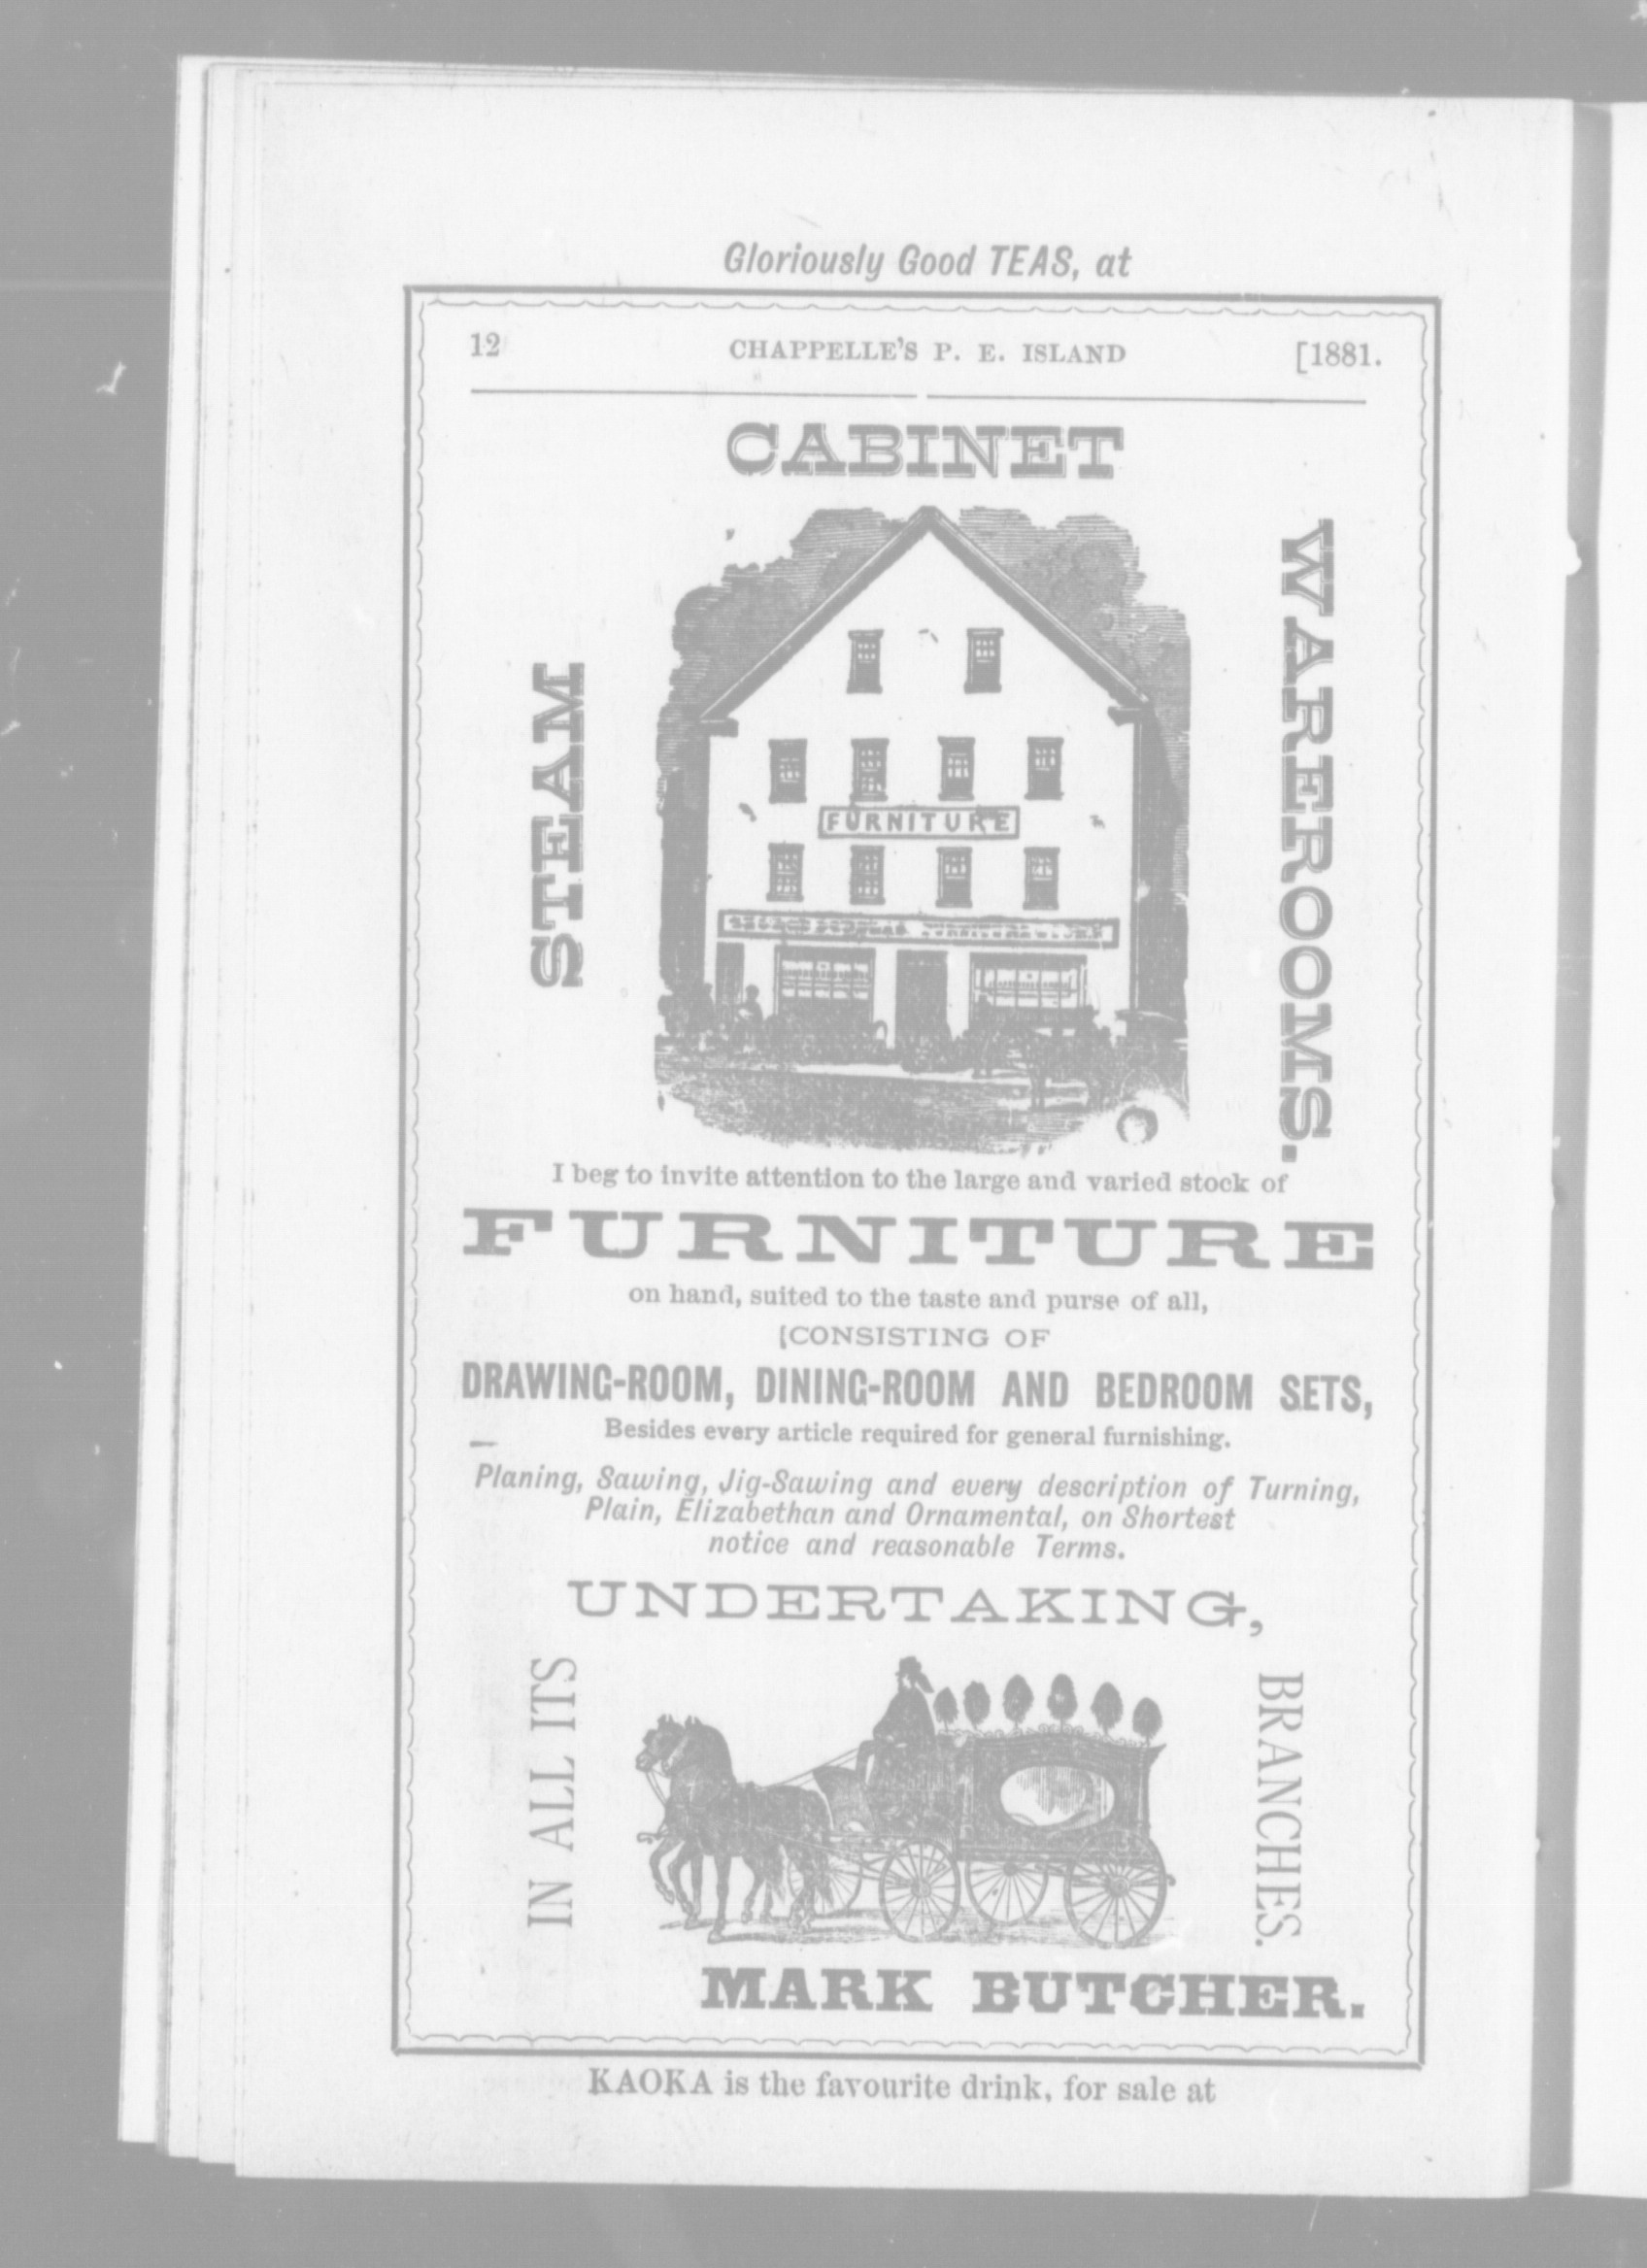 Gloriously Good TEAS, at
12 CHAPPELLE'S P. E. ISLAND [1881.
CABINET
STEAM
WAREROOMS.
FURNITURE
I beg to invite attention to the large and varied stock of
FURNITURE
on hand, suited to the taste and purse of all,
[CONSISTING OF
DRAWING-ROOM, DINING-ROOM AND BEDROOM SETS,
Besides every article required for general furnishing.
Planing, Sawing, Jig-Sawing and every description of Turning,
Plain, Elizabethan and Ornamental, on Shortest
notice and reasonable Terms.
UNDERTAKING,
IN ALL ITS
BRANCHES.
MARK BUTCHER.
KAOKA is the favourite drink, for sale at